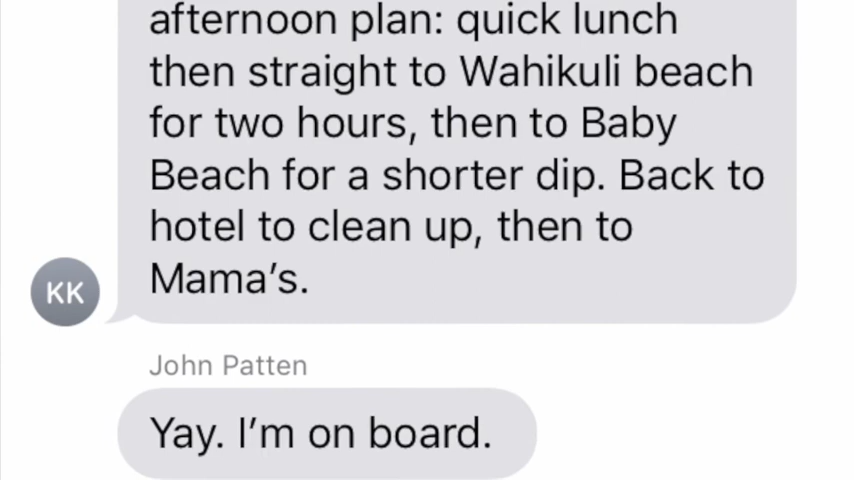 afternoon plan: quick lunch
then straight to Wahikuli beach
for two hours, then to Baby
Beach for a shorter dip. Back to
hotel to clean up, then to
Mama’s.
KK
John Patten
Yay. I’m on board.